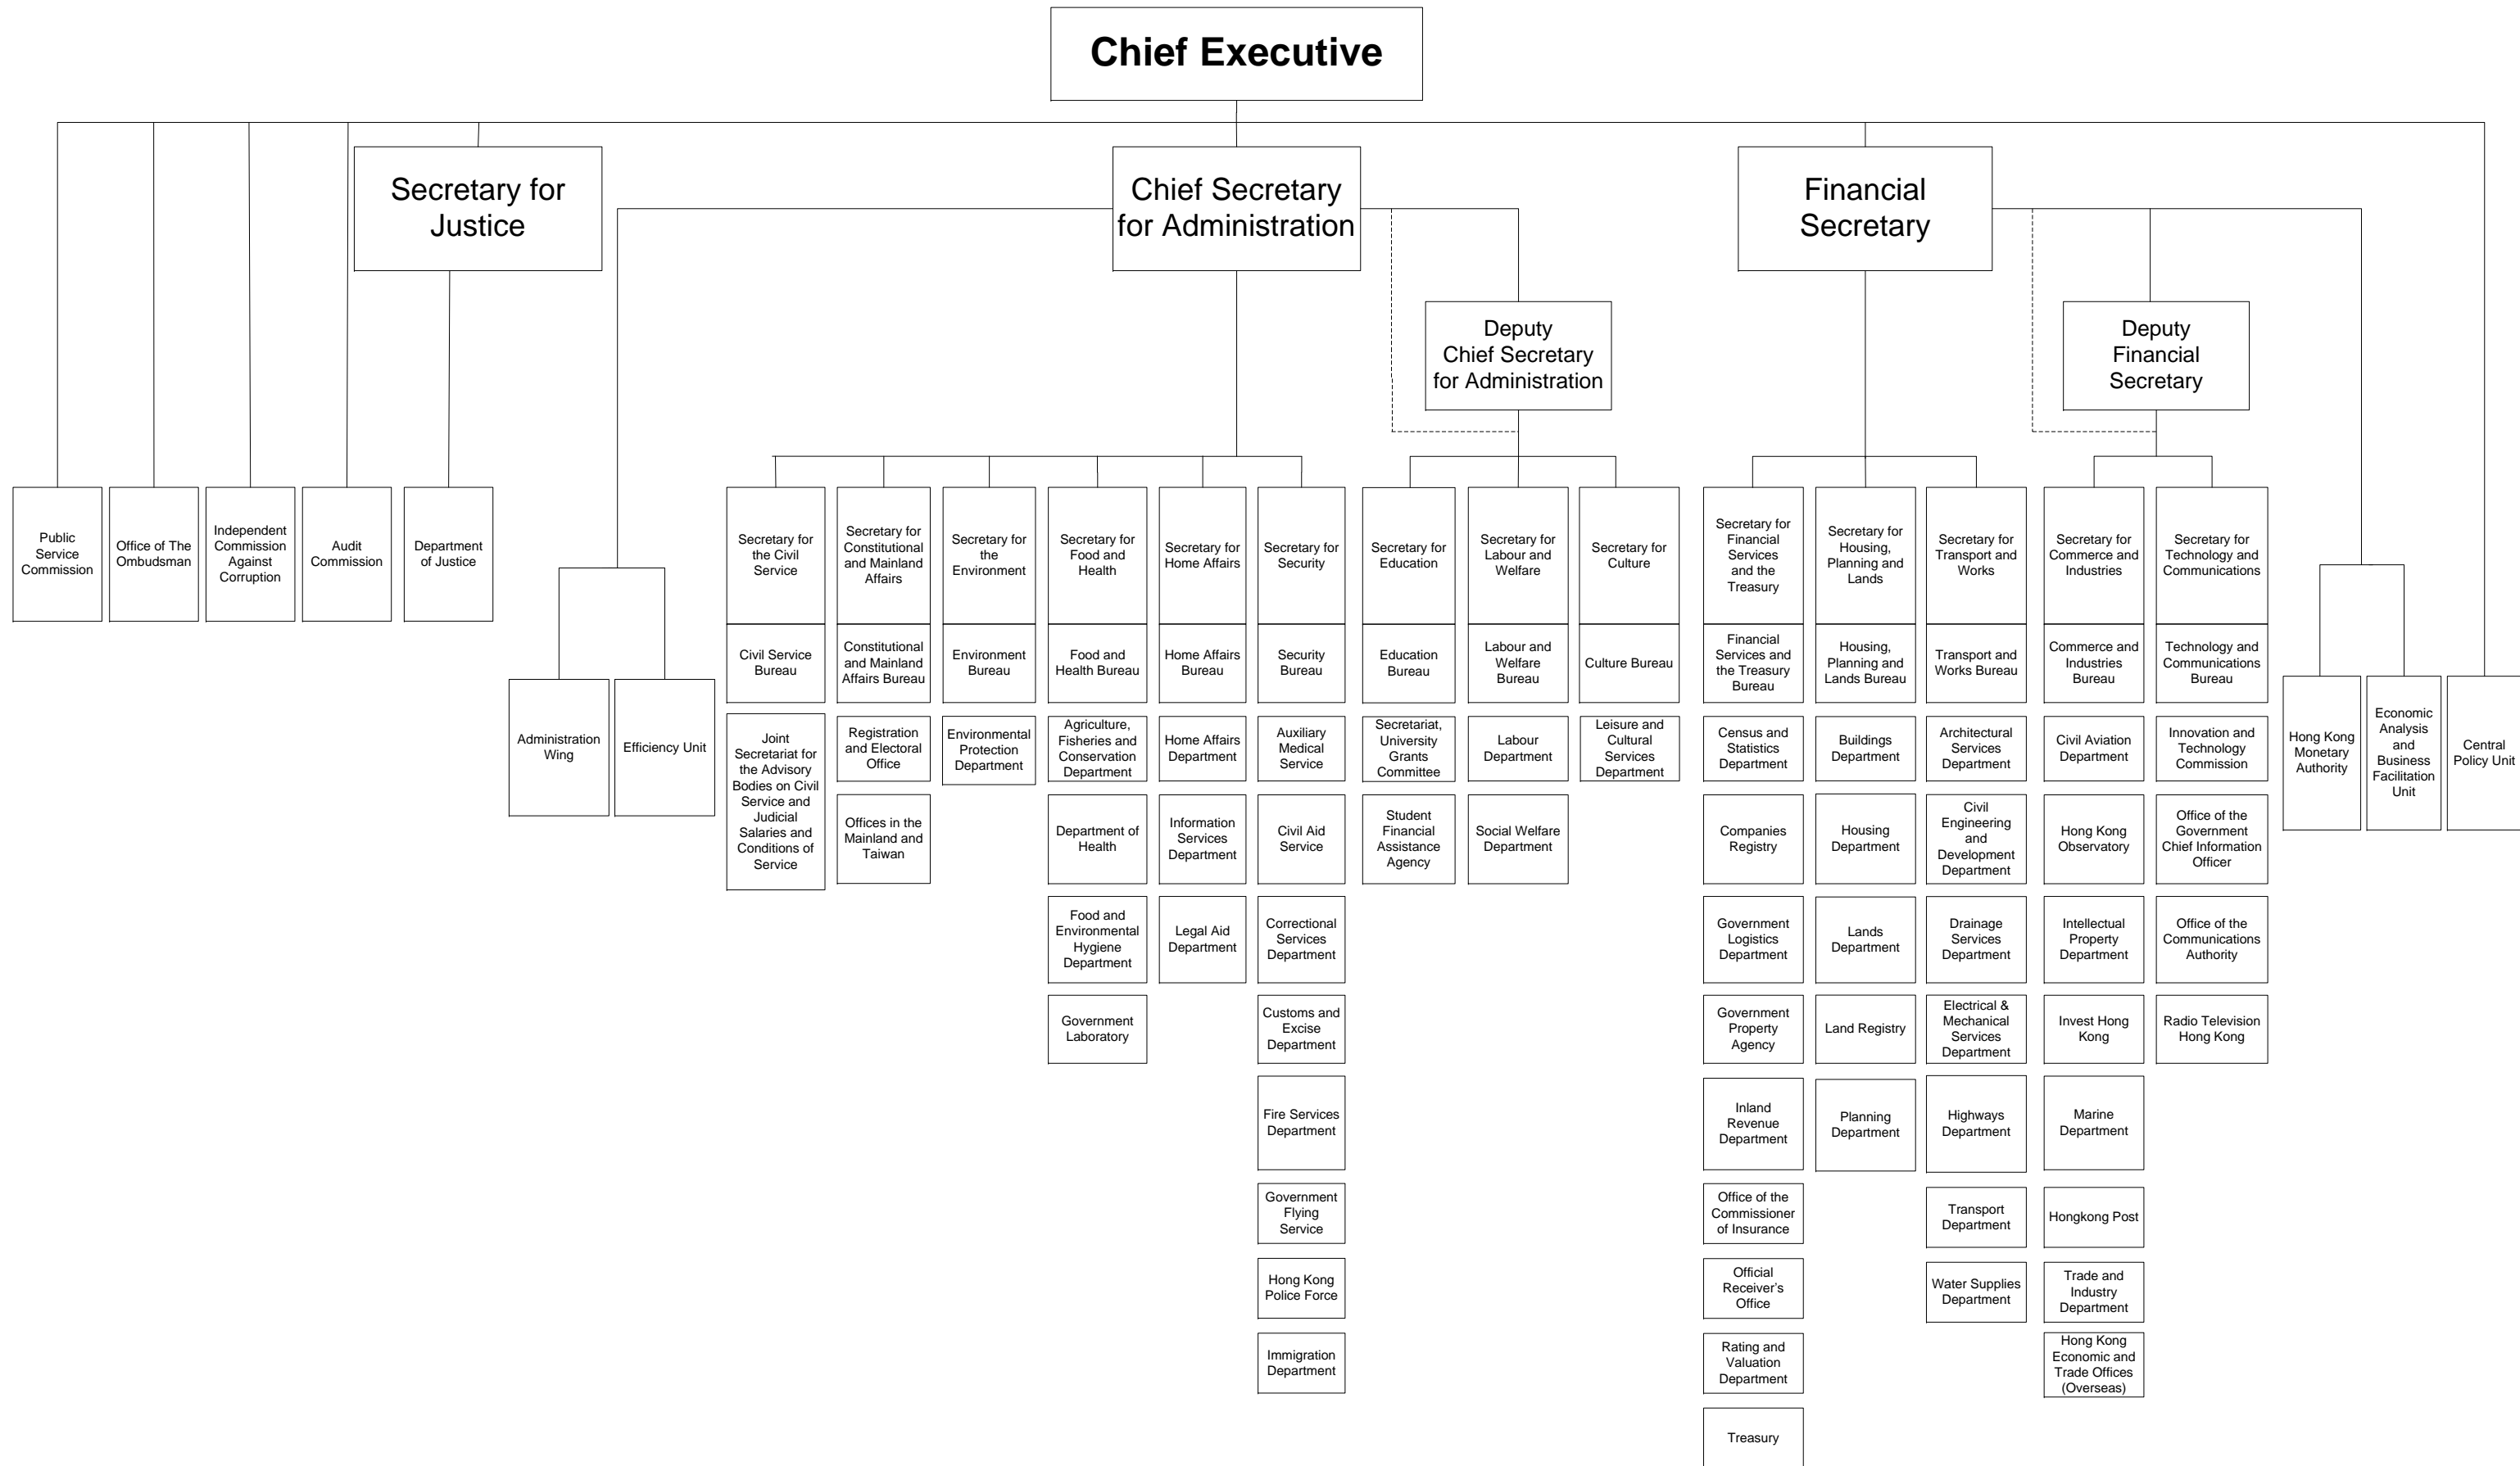 Chief Executive
Secretary for
Justice
Chief Secretary
for Administration
Financial
Secretary
Deputy
Chief Secretary
for Administration
Deputy
Financial
Secretary
Public
Service
Commission
Office of The
Ombudsman
Independent
Commission
Against
Corruption
Audit
Commission
Department
of Justice
Administration
Wing
Efficiency Unit
Secretary for
the Civil
Service
Civil Service
Bureau
Joint
Secretariat for
the Advisory
Bodies on Civil
Service and
Judicial
Salaries and
Conditions of
Service
Secretary for
Constitutional
and Mainland
Affairs
Constitutional
and Mainland
Affairs Bureau
Registration
and Electoral
Office
Offices in the
Mainland and
Taiwan
Secretary for
the
Environment
Environment
Bureau
Environmental
Protection
Department
Secretary for
Food and
Health
Food and
Health Bureau
Agriculture,
Fisheries and
Conservation
Department
Department of
Health
Food and
Environmental
Hygiene
Department
Government
Laboratory
Secretary for
Home Affairs
Home Affairs
Bureau
Home Affairs
Department
Information
Services
Department
Legal Aid
Department
Secretary for
Security
Security
Bureau
Auxiliary
Medical
Service
Civil Aid
Service
Correctional
Services
Department
Customs and
Excise
Department
Fire Services
Department
Government
Flying
Service
Hong Kong
Police Force
Immigration
Department
Secretary for
Education
Education
Bureau
Secretariat,
University
Grants
Committee
Student
Financial
Assistance
Agency
Secretary for
Labour and
Welfare
Labour and
Welfare
Bureau
Labour
Department
Social Welfare
Department
Secretary for
Culture
Culture Bureau
Leisure and
Cultural
Services
Department
Secretary for
Financial
Services
and the
Treasury
Financial
Services and
the Treasury
Bureau
Census and
Statistics
Department
Companies
Registry
Government
Logistics
Department
Government
Property
Agency
Inland
Revenue
Department
Office of the
Commissioner
of Insurance
Official
Receiver's
Office
Rating and
Valuation
Department
Treasury
Secretary for
Housing,
Planning and
Lands
Housing,
Planning and
Lands Bureau
Buildings
Department
Housing
Department
Lands
Department
Land Registry
Planning
Department
Secretary for
Transport and
Works
Transport and
Works Bureau
Architectural
Services
Department
Civil
Engineering
and
Development
Department
Drainage
Services
Department
Electrical &
Mechanical
Services
Department
Highways
Department
Transport
Department
Water Supplies
Department
Secretary for
Commerce and
Industries
Commerce and
Industries
Bureau
Civil Aviation
Department
Hong Kong
Observatory
Intellectual
Property
Department
Invest Hong
Kong
Marine
Department
Hongkong Post
Trade and
Industry
Department
Hong Kong
Economic and
Trade Offices
(Overseas)
Secretary for
Technology and
Communications
Technology and
Communications
Bureau
Innovation and
Technology
Commission
Office of the
Government
Chief Information
Officer
Office of the
Communications
Authority
Radio Television
Hong Kong
Hong Kong
Monetary
Authority
Economic
Analysis
and
Business
Facilitation
Unit
Central
Policy Unit